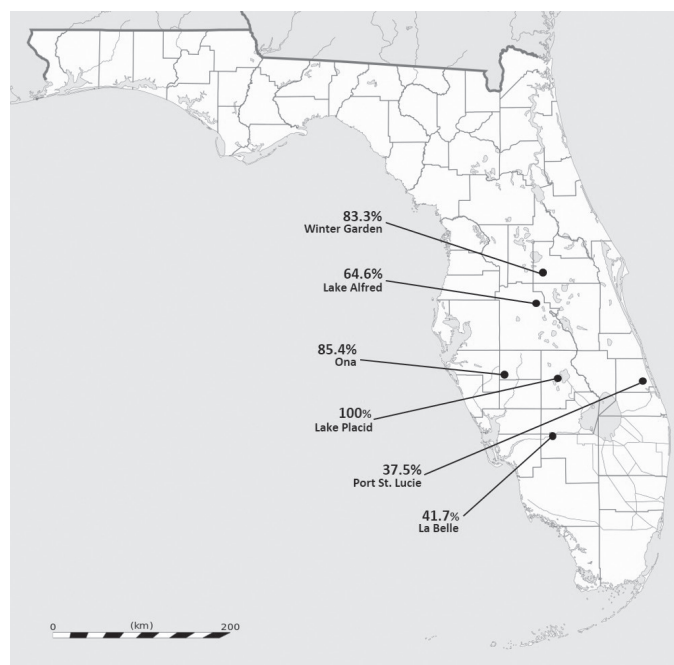 83.3%
Winter Garden
64.6%
Lake Alfred
85.4%
Ona
100%
Lake Placid
37.5%
Port St. Lucie
41.7%
La Belle
0 (km) 200